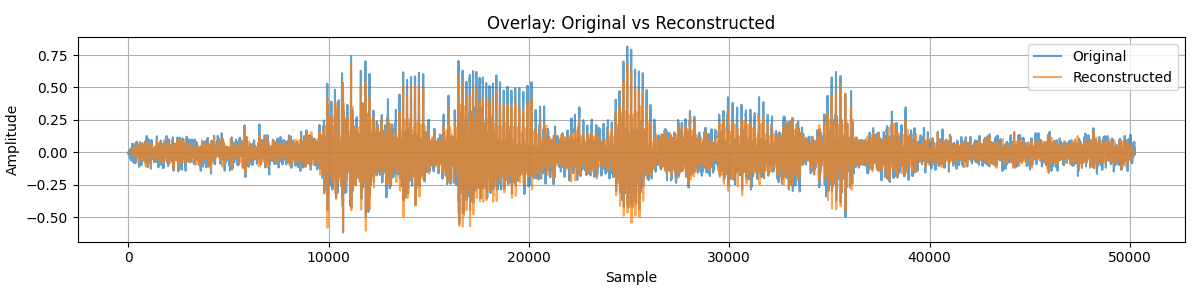 Overlay: Original vs Reconstructed
Original
Reconstructed
Amplitude
0.75
0.50
0.25
0.00
−0.25
−0.50
0 10000 20000 30000 40000 50000
Sample